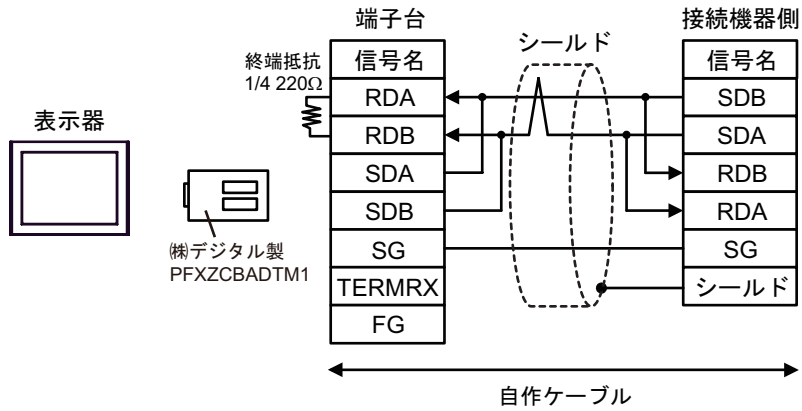 端子台
接続機器側
シールド
終端抵抗
1/4 220Ω
信号名
信号名
RDA
SDB
表示器
RDB
SDA
SDA
RDB
SDB
RDA
㈱デジタル製
PFXZCBADTM1
SG
SG
TERMRX
シールド
FG
自作ケーブル